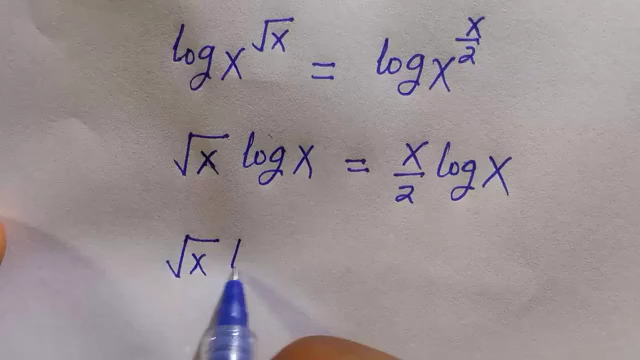 log x^√x = log x^x/2
√x log x = x/2 log x
√x l